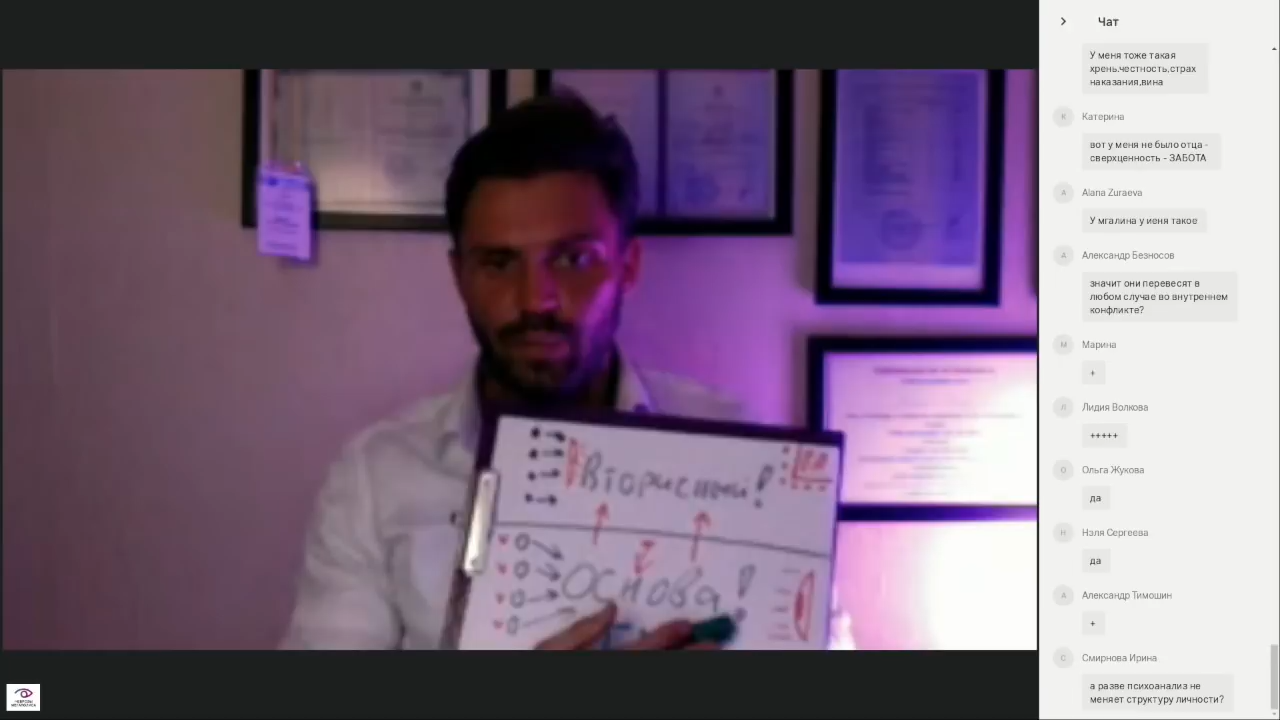 Чат
У меня тоже такая
хрень.честность,страх
наказания,вина
К
Катерина
вот у меня не было отца -
сверхценность - ЗАБОТА
A
Alana Zuraeva
У мгалина у иеня такое
А
Александр Безносов
значит они перевесят в
любом случае во внутреннем
конфликте?
М
Марина
+
Л
Лидия Волкова
+++++
О
Ольга Жукова
да
Н
Нэля Сергеева
да
А
Александр Тимошин
+
С
Смирнова Ирина
а разве психоанализ не
меняет структуру личности?
Основа!